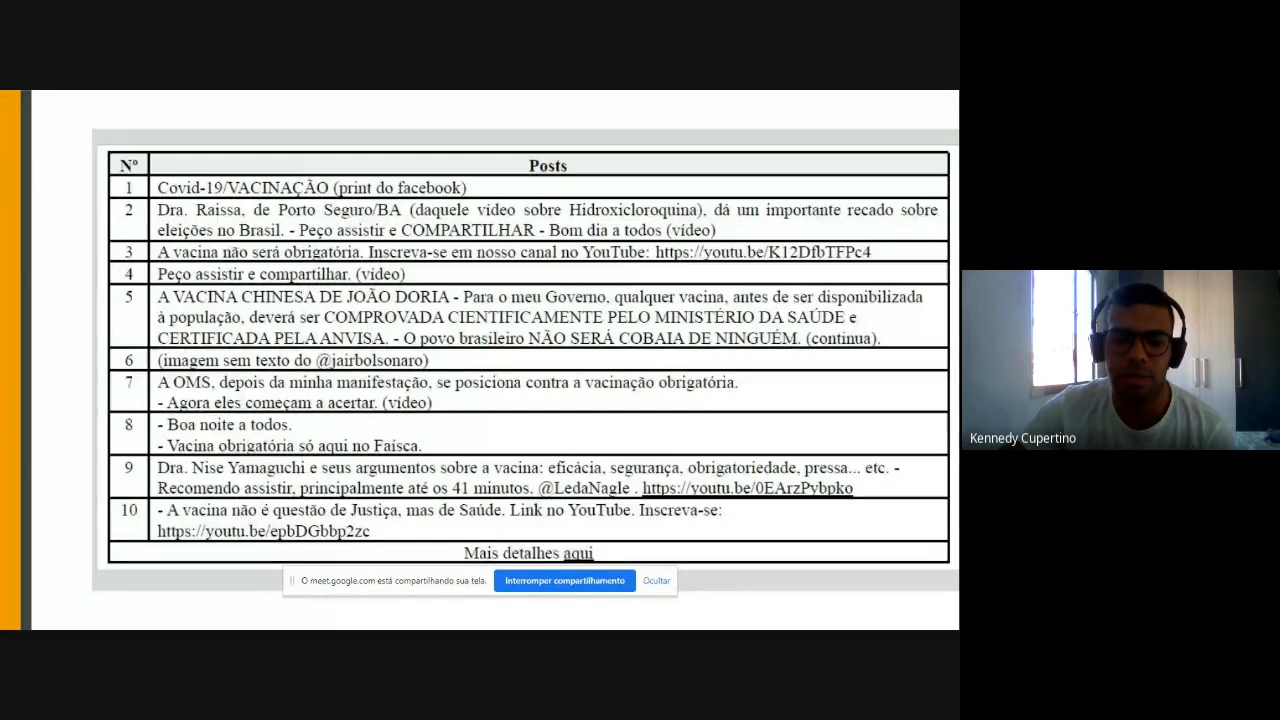 Nº Posts
1 Covid-19/VACINAÇÃO (print do facebook)
2 Dra. Raissa, de Porto Seguro/BA (daquele vídeo sobre Hidroxicloroquina), dá um importante recado sobre
eleições no Brasil. - Peço assistir e COMPARTILHAR - Bom dia a todos (vídeo)
3 A vacina não será obrigatória. Inscreva-se em nosso canal no YouTube: https://youtu.be/K12DfbTFPc4
4 Peço assistir e compartilhar. (vídeo)
5 A VACINA CHINESA DE JOÃO DORIA - Para o meu Governo, qualquer vacina, antes de ser disponibilizada
à população, deverá ser COMPROVADA CIENTIFICAMENTE PELO MINISTÉRIO DA SAÚDE e
CERTIFICADA PELA ANVISA. - O povo brasileiro NÃO SERÁ COBAIA DE NINGUÉM. (continua).
6 (imagem sem texto do @jairbolsonaro)
7 A OMS, depois da minha manifestação, se posiciona contra a vacinação obrigatória.
- Agora eles começam a acertar. (vídeo)
8 - Boa noite a todos.
- Vacina obrigatória só aqui no Faísca.
9 Dra. Nise Yamaguchi e seus argumentos sobre a vacina: eficácia, segurança, obrigatoriedade, pressa... etc. -
Recomendo assistir, principalmente até os 41 minutos. @LedaNagle . https://youtu.be/0EArzPybpko
10 - A vacina não é questão de Justiça, mas de Saúde. Link no YouTube. Inscreva-se:
https://youtu.be/epbDGbbp2zc
Mais detalhes aqui
O meet.google.com está compartilhando sua tela. Interromper compartilhamento Ocultar
Kennedy Cupertino